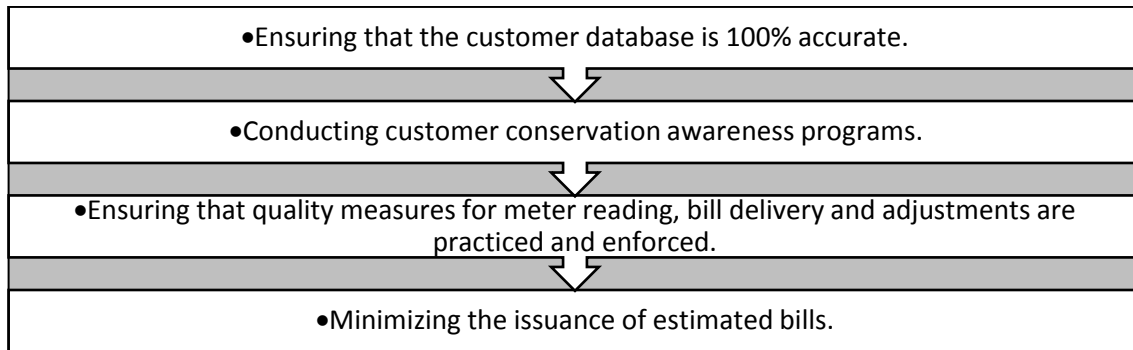 •Ensuring that the customer database is 100% accurate.
•Conducting customer conservation awareness programs.
•Ensuring that quality measures for meter reading, bill delivery and adjustments are
practiced and enforced.
•Minimizing the issuance of estimated bills.